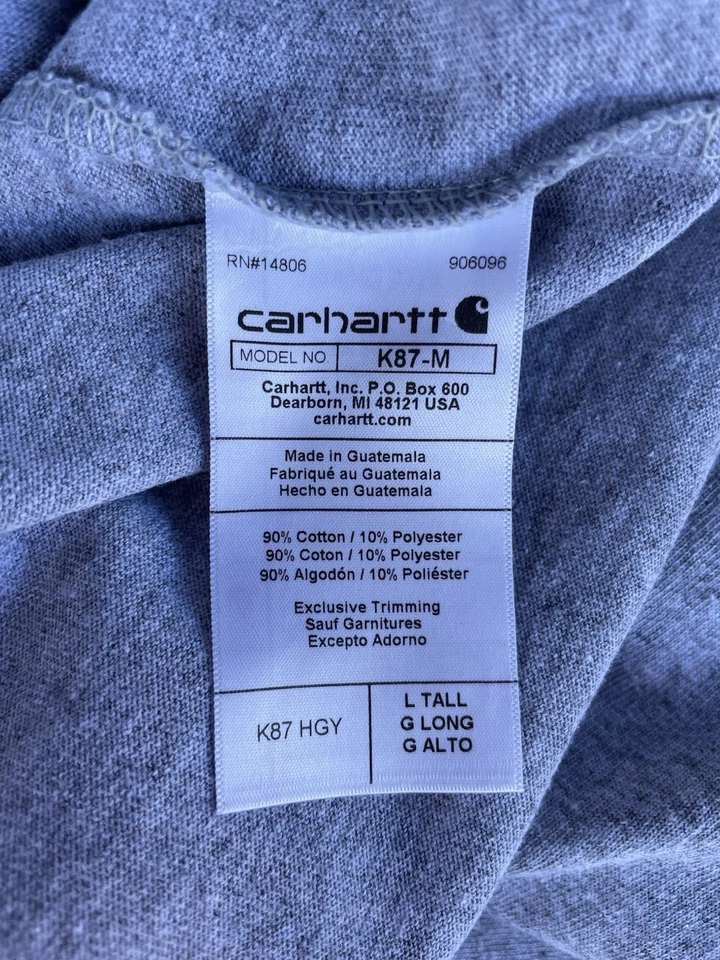 RN#14806 906096
carhartt
MODEL NO. K87-M
Carhartt, Inc. P.O. Box 600
Dearborn, MI 48121 USA
carhartt.com
Made in Guatemala
Fabriqué au Guatemala
Hecho en Guatemala
90% Cotton / 10% Polyester
90% Coton / 10% Polyester
90% Algodón / 10% Poliéster
Exclusive Trimming
Sauf Garnitures
Excepto Adorno
K87 HGY
L TALL
G LONG
G ALTO